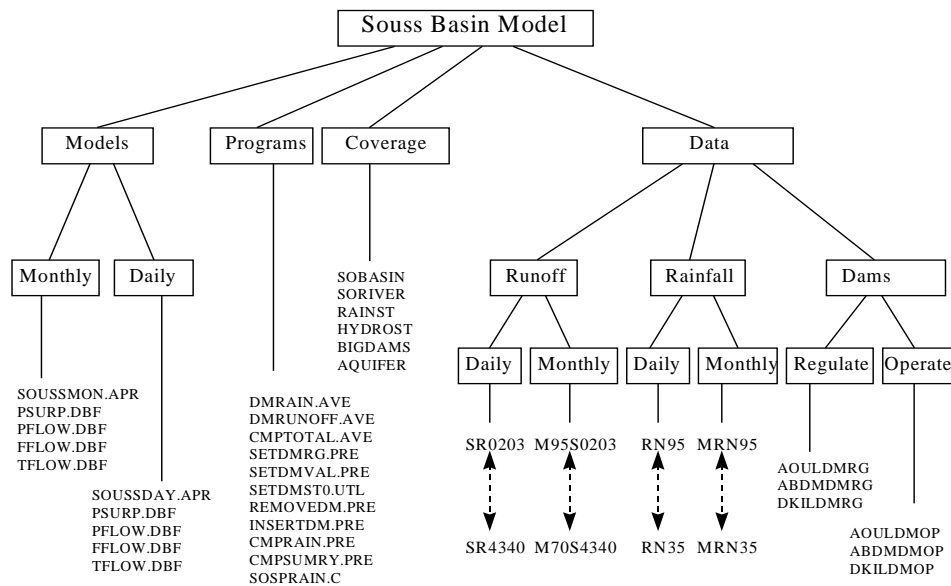 Souss Basin Model
Models
Programs
Coverage
Data
Monthly
Daily
SOUSSMON.APR
PSURP.DBF
PFLOW.DBF
FFLOW.DBF
TFLOW.DBF
SOUSSDAY.APR
PSURP.DBF
PFLOW.DBF
FFLOW.DBF
TFLOW.DBF
DMRAIN.AVE
DMRUNOFF.AVE
CMPTOTAL.AVE
SETDMRG.PRE
SETDMVAL.PRE
SETDMST0.UTL
REMOVEDM.PRE
INSERTDM.PRE
CMPRAIN.PRE
CMPSUMRY.PRE
SOSPRAIN.C
SOBASIN
SORIVER
RAINST
HYDROST
BIGDAMS
AQUIFER
Runoff
Rainfall
Dams
Daily
Monthly
Daily
Monthly
Regulate
Operate
SR0203
M95S0203
RN95
MRN95
SR4340
M70S4340
RN35
MRN35
AOULDMRG
ABDMDMRG
DKILDMRG
AOULDMOP
ABDMDMOP
DKILDMOP